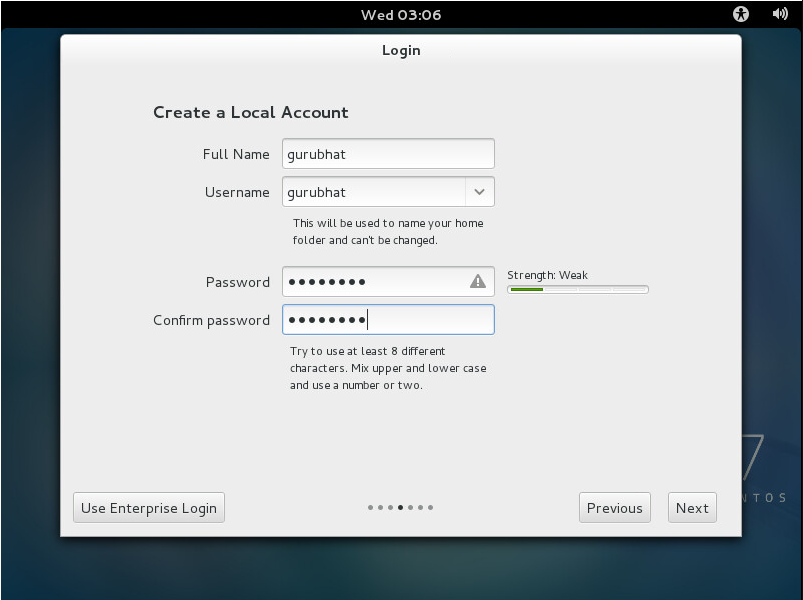 Wed 03:06
Login
Create a Local Account
Full Name gurubhat
Username gurubhat
This will be used to name your home
folder and can't be changed.
Password ●●●●●●●● Strength: Weak
Confirm password ●●●●●●●●
Try to use at least 8 different
characters. Mix upper and lower case
and use a number or two.
7
NTOS
Use Enterprise Login Previous Next